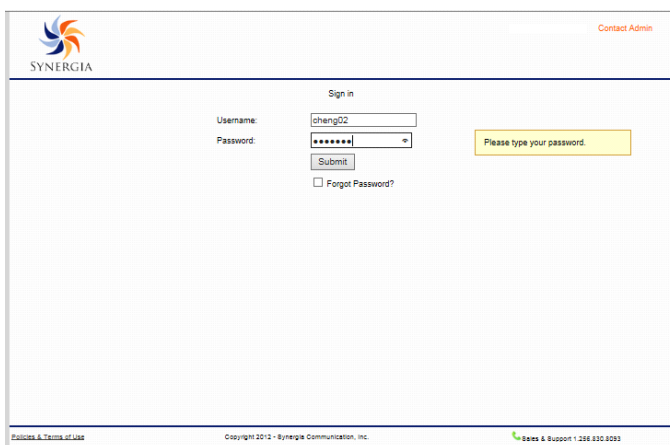 Contact Admin
SYNERGIA
Sign in
Username: cheng02
Password: •••••••
Please type your password.
Submit
Forgot Password?
Policies & Terms of Use
Copyright 2012 - Synergia Communication, Inc.
Sales & Support 1.256.830.8093